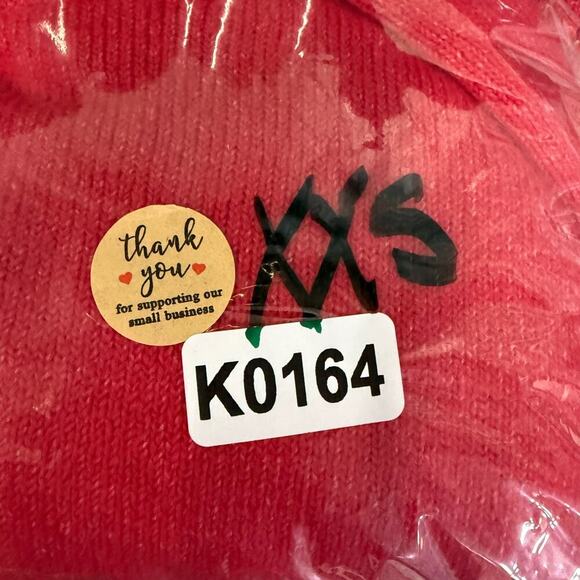 thank
you
for supporting our
small business
XXS
K0164